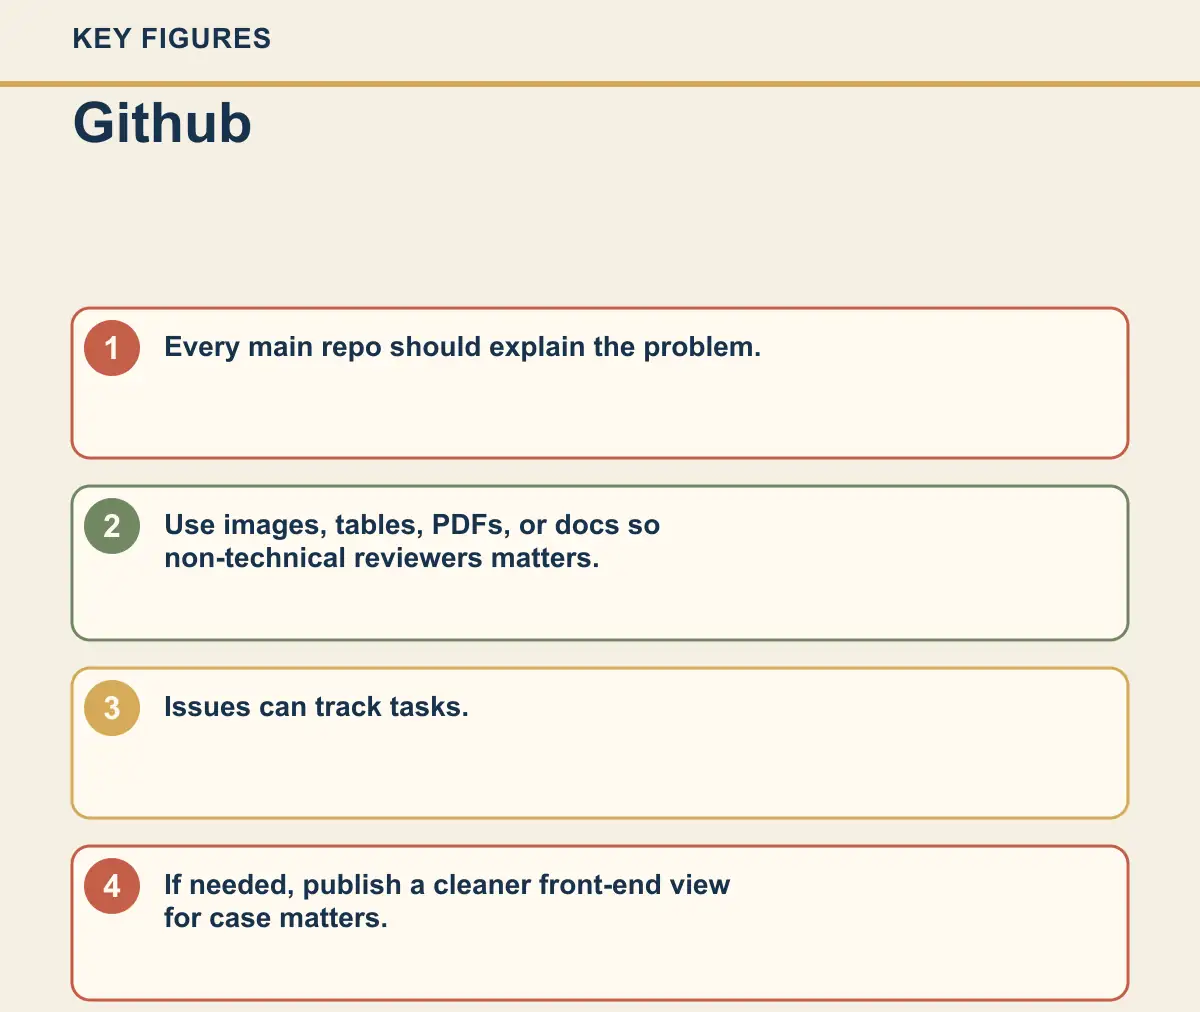 KEY FIGURES
Github
1
Every main repo should explain the problem.
2
Use images, tables, PDFs, or docs so
non-technical reviewers matters.
3
Issues can track tasks.
4
If needed, publish a cleaner front-end view
for case matters.